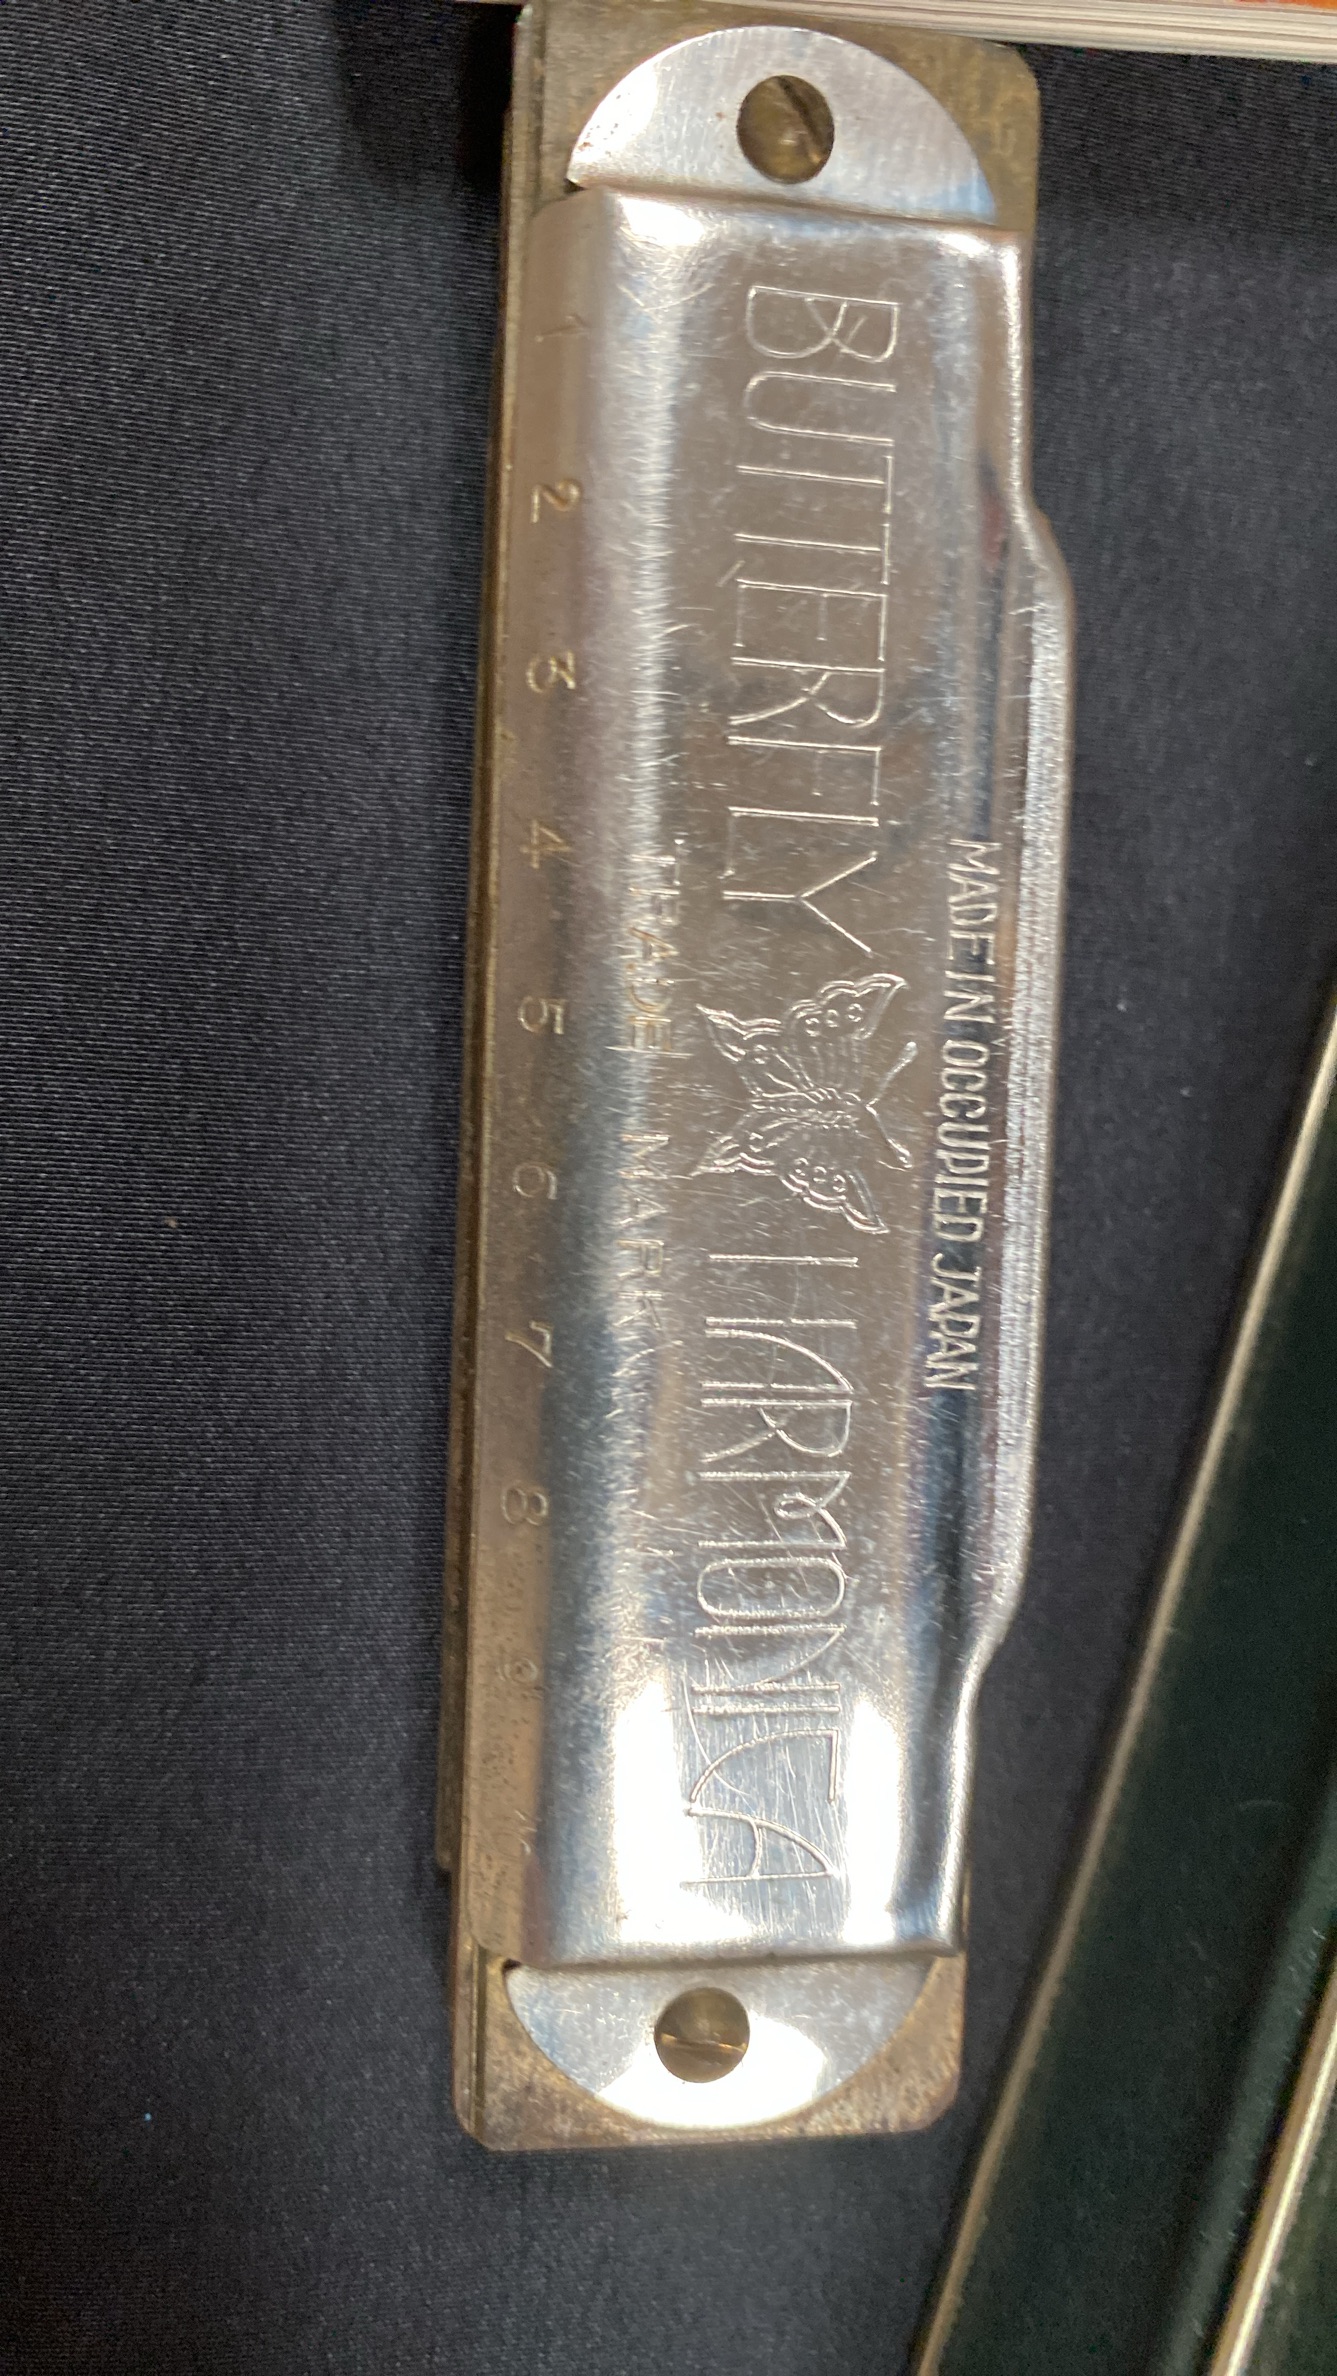 MADE IN OCCUPIED JAPAN
BUTTERFLY HARMONICA
TRADE MARK
1 2 3 4 5 6 7 8 9